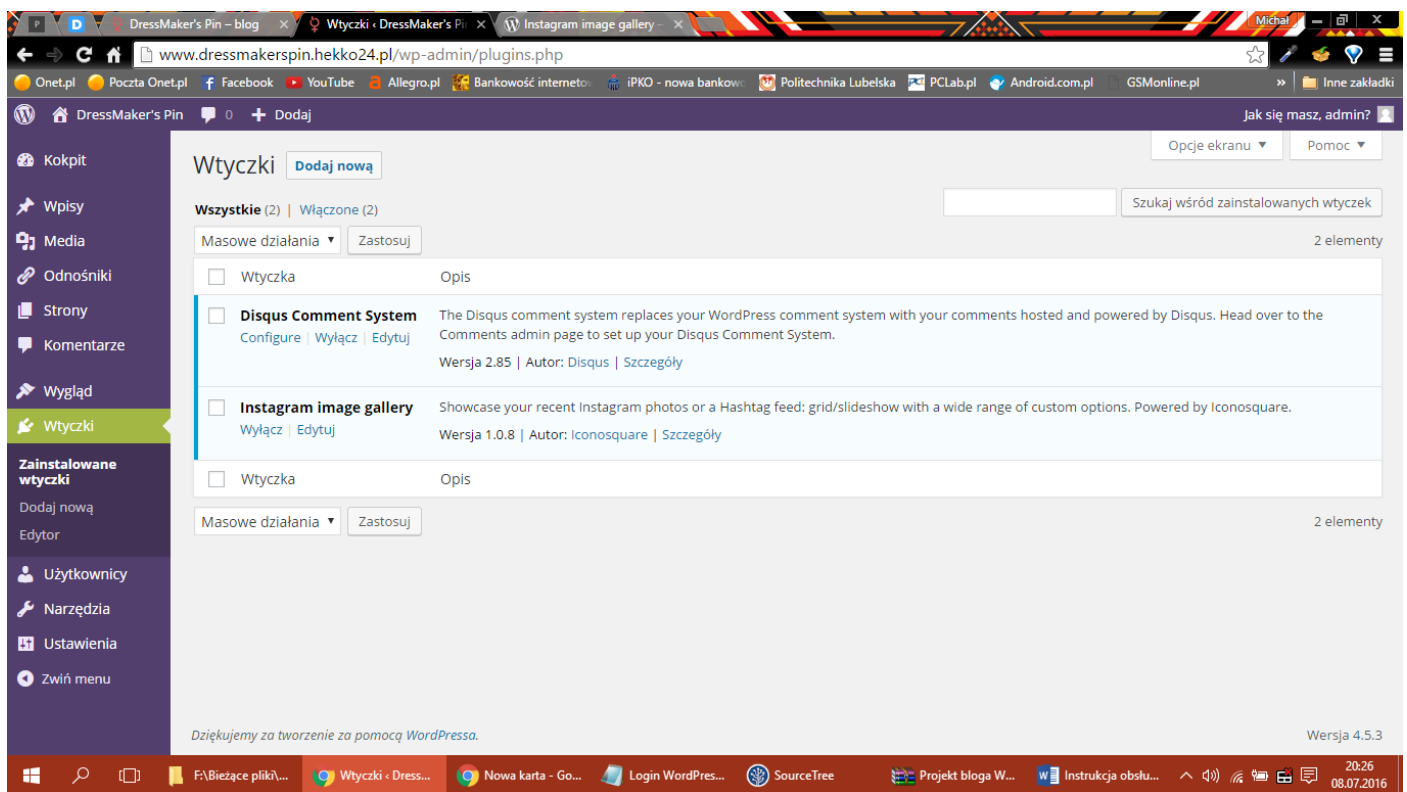 P D DressMaker's Pin – blog × Wtyczki ‹ DressMaker's Pi × Instagram image gallery – × Michał
www.dressmakerspin.hekko24.pl/wp-admin/plugins.php
Onet.pl Poczta Onet.pl Facebook YouTube Allegro.pl Bankowość interneto iPKO - nowa bankowo Politechnika Lubelska PCLab.pl Android.com.pl GSMonline.pl » Inne zakładki
DressMaker's Pin 0 + Dodaj Jak się masz, admin?
Opcje ekranu ▼ Pomoc ▼
Kokpit
Wpisy
Media
Odnośniki
Strony
Komentarze
Wygląd
Wtyczki
Zainstalowane
wtyczki
Dodaj nową
Edytor
Użytkownicy
Narzędzia
Ustawienia
Zwiń menu
Wtyczki Dodaj nową
Wszystkie (2) | Włączone (2)
Szukaj wśród zainstalowanych wtyczek
Masowe działania ▼ Zastosuj 2 elementy
Wtyczka Opis
Disqus Comment System
Configure | Wyłącz | Edytuj
The Disqus comment system replaces your WordPress comment system with your comments hosted and powered by Disqus. Head over to the
Comments admin page to set up your Disqus Comment System.
Wersja 2.85 | Autor: Disqus | Szczegóły
Instagram image gallery
Wyłącz | Edytuj
Showcase your recent Instagram photos or a Hashtag feed: grid/slideshow with a wide range of custom options. Powered by Iconosquare.
Wersja 1.0.8 | Autor: Iconosquare | Szczegóły
Wtyczka Opis
Masowe działania ▼ Zastosuj 2 elementy
Dziękujemy za tworzenie za pomocą WordPressa. Wersja 4.5.3
F:\Bieżące pliki\... Wtyczki ‹ Dress... Nowa karta - Go... Login WordPres... SourceTree Projekt bloga W... Instrukcja obsłu... 20:26
08.07.2016